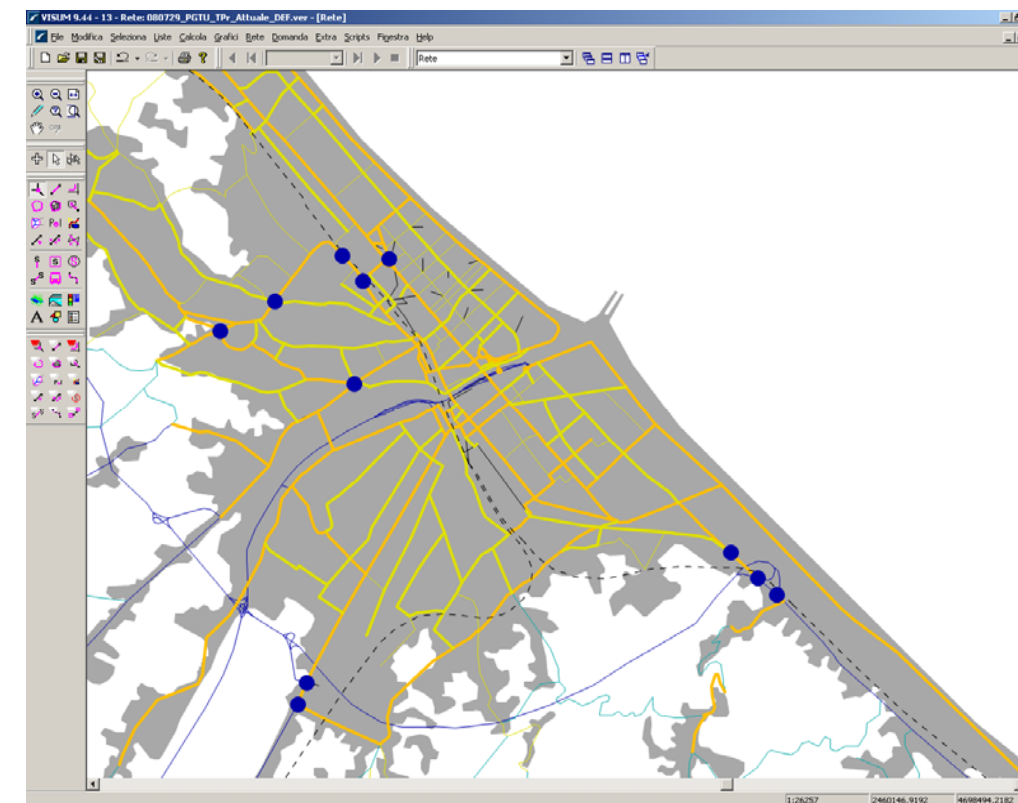 VISUM 9.44 - 13 - Rete: 080729_PGTU_TPr_Attuale_DEF.ver - [Rete]
File Modifica Seleziona Liste Calcola Grafici Rete Domanda Extra Scripts Finestra Help
Rete
PoI
1:26257 2460146.9192 4698494.2182